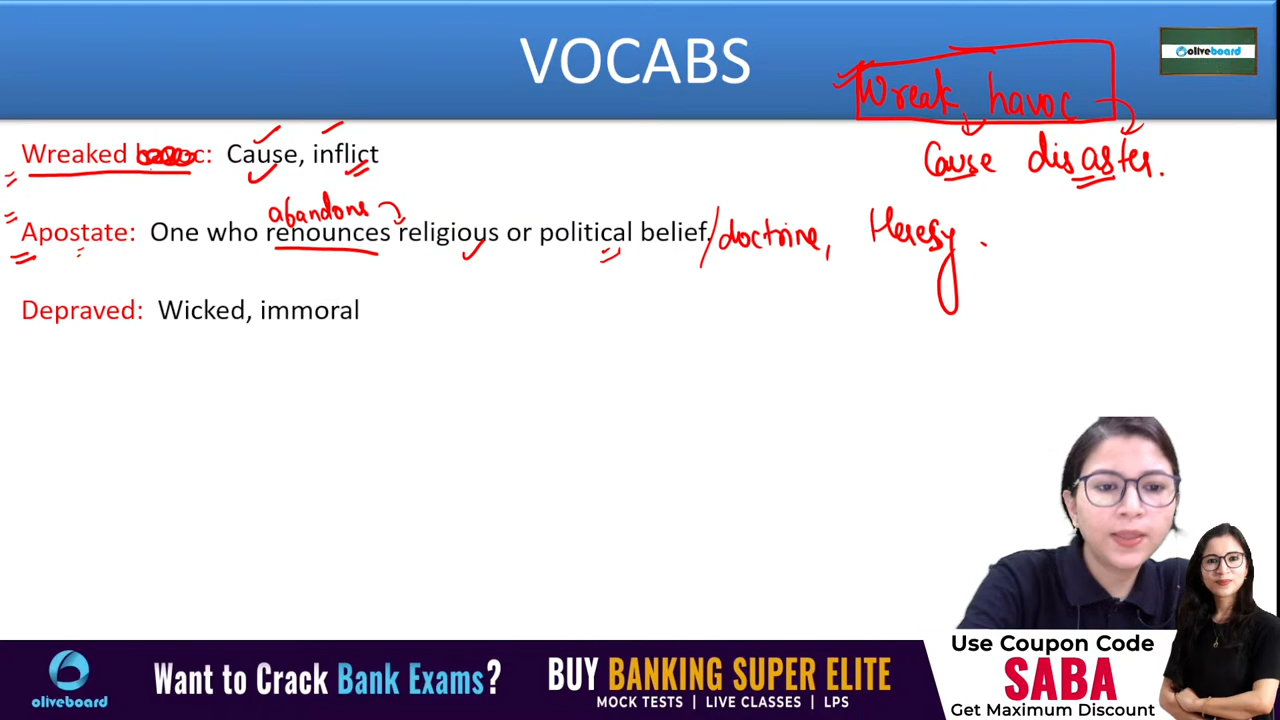 VOCABS
oliveboard
Wreak havoc
Wreaked havoc: Cause, inflict
Cause disaster.
abandons
Apostate: One who renounces religious or political belief. /doctrine, Heresy.
Depraved: Wicked, immoral
oliveboard
Want to Crack Bank Exams?
BUY BANKING SUPER ELITE
MOCK TESTS | LIVE CLASSES | LPS
Use Coupon Code
SABA
Get Maximum Discount